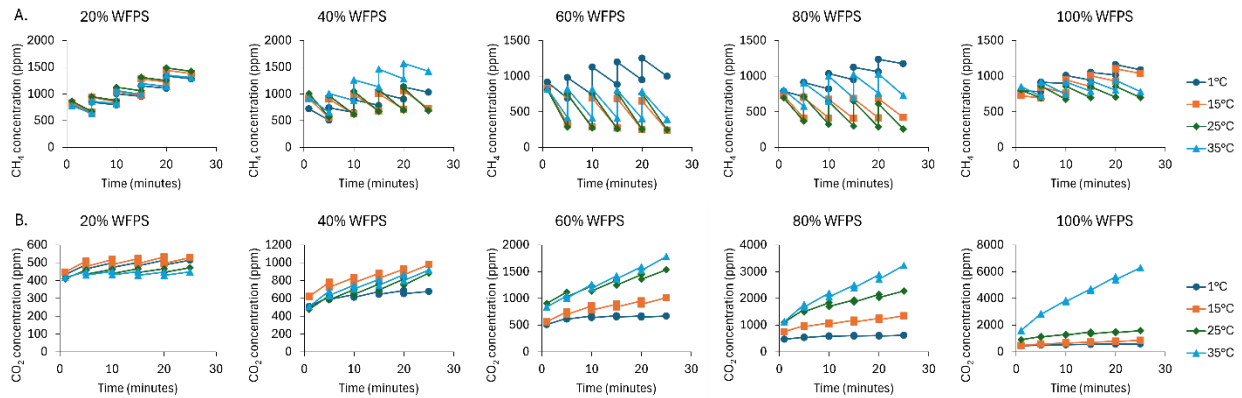 A.
20% WFPS
40% WFPS
60% WFPS
80% WFPS
100% WFPS
CH4 concentration (ppm)
2000
1500
1000
500
0
0
10
20
30
Time (minutes)
CH4 concentration (ppm)
2000
1500
1000
500
0
0
10
20
30
Time (minutes)
CH4 concentration (ppm)
1500
1000
500
0
0
10
20
30
Time (minutes)
CH4 concentration (ppm)
1500
1000
500
0
0
10
20
30
Time (minutes)
CH4 concentration (ppm)
1500
1000
500
0
0
10
20
30
Time (minutes)
1ºC
15ºC
25ºC
35ºC
B.
20% WFPS
40% WFPS
60% WFPS
80% WFPS
100% WFPS
CO2 concentration (ppm)
600
500
400
300
200
100
0
0
10
20
30
Time (minutes)
CO2 concentration (ppm)
1200
1000
800
600
400
200
0
0
10
20
30
Time (minutes)
CO2 concentration (ppm)
2000
1500
1000
500
0
0
10
20
30
Time (minutes)
CO2 concentration (ppm)
4000
3000
2000
1000
0
0
10
20
30
Time (minutes)
CO2 concentration (ppm)
8000
6000
4000
2000
0
0
10
20
30
Time (minutes)
1ºC
15ºC
25ºC
35ºC